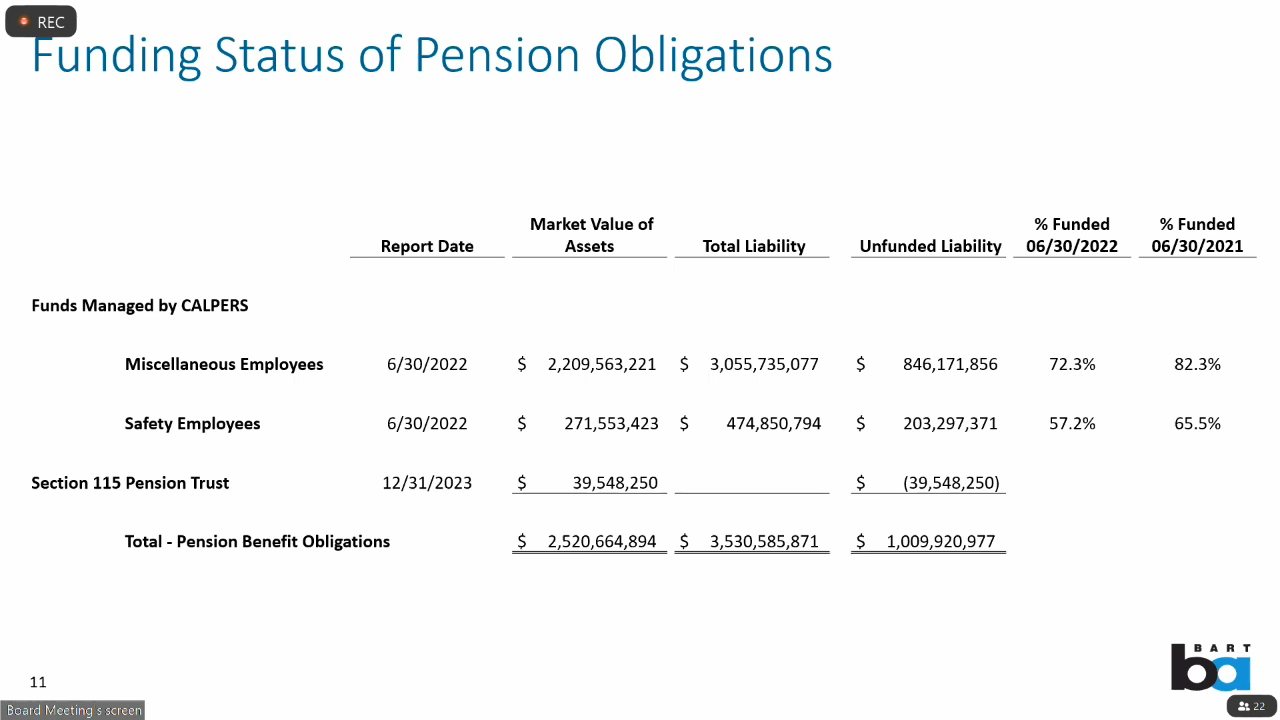 REC
Funding Status of Pension Obligations
Market Value of % Funded % Funded
Report Date Assets Total Liability Unfunded Liability 06/30/2022 06/30/2021
Funds Managed by CALPERS
Miscellaneous Employees 6/30/2022 $ 2,209,563,221 $ 3,055,735,077 $ 846,171,856 72.3% 82.3%
Safety Employees 6/30/2022 $ 271,553,423 $ 474,850,794 $ 203,297,371 57.2% 65.5%
Section 115 Pension Trust 12/31/2023 $ 39,548,250 $ (39,548,250)
Total - Pension Benefit Obligations $ 2,520,664,894 $ 3,530,585,871 $ 1,009,920,977
BART
ba
11
Board Meeting s screen
22